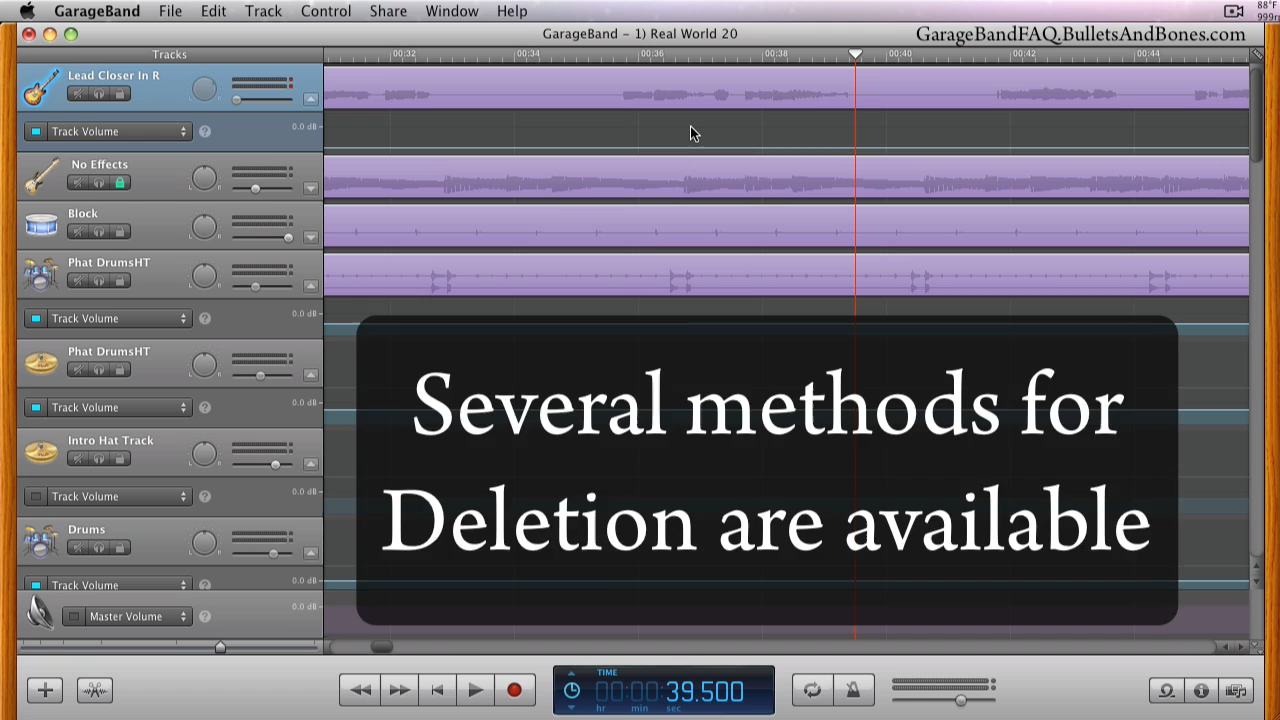 GarageBand File Edit Track Control Share Window Help
88°F
999r
GarageBand – 1) Real World 20
GarageBandFAQ.BulletsAndBones.com
Tracks
00:32 00:34 00:36 00:38 00:40 00:42 00:44
Lead Closer In R
L R
Track Volume ? 0.0 dB
No Effects
L R
Block
L R
Phat DrumsHT
L R
Track Volume ? 0.0 dB
Phat DrumsHT
L R
Track Volume ? 0.0 dB
Intro Hat Track
L R
Track Volume ? 0.0 dB
Drums
L R
Track Volume ? 0.0 dB
Master Volume ? 0.0 dB
Several methods for
Deletion are available
TIME
00:00:39.500
hr min sec